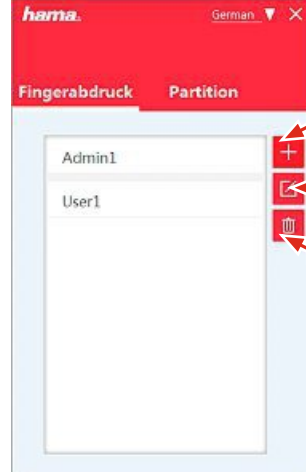 hama.
German
Fingerabdruck Partition
Admin1
User1